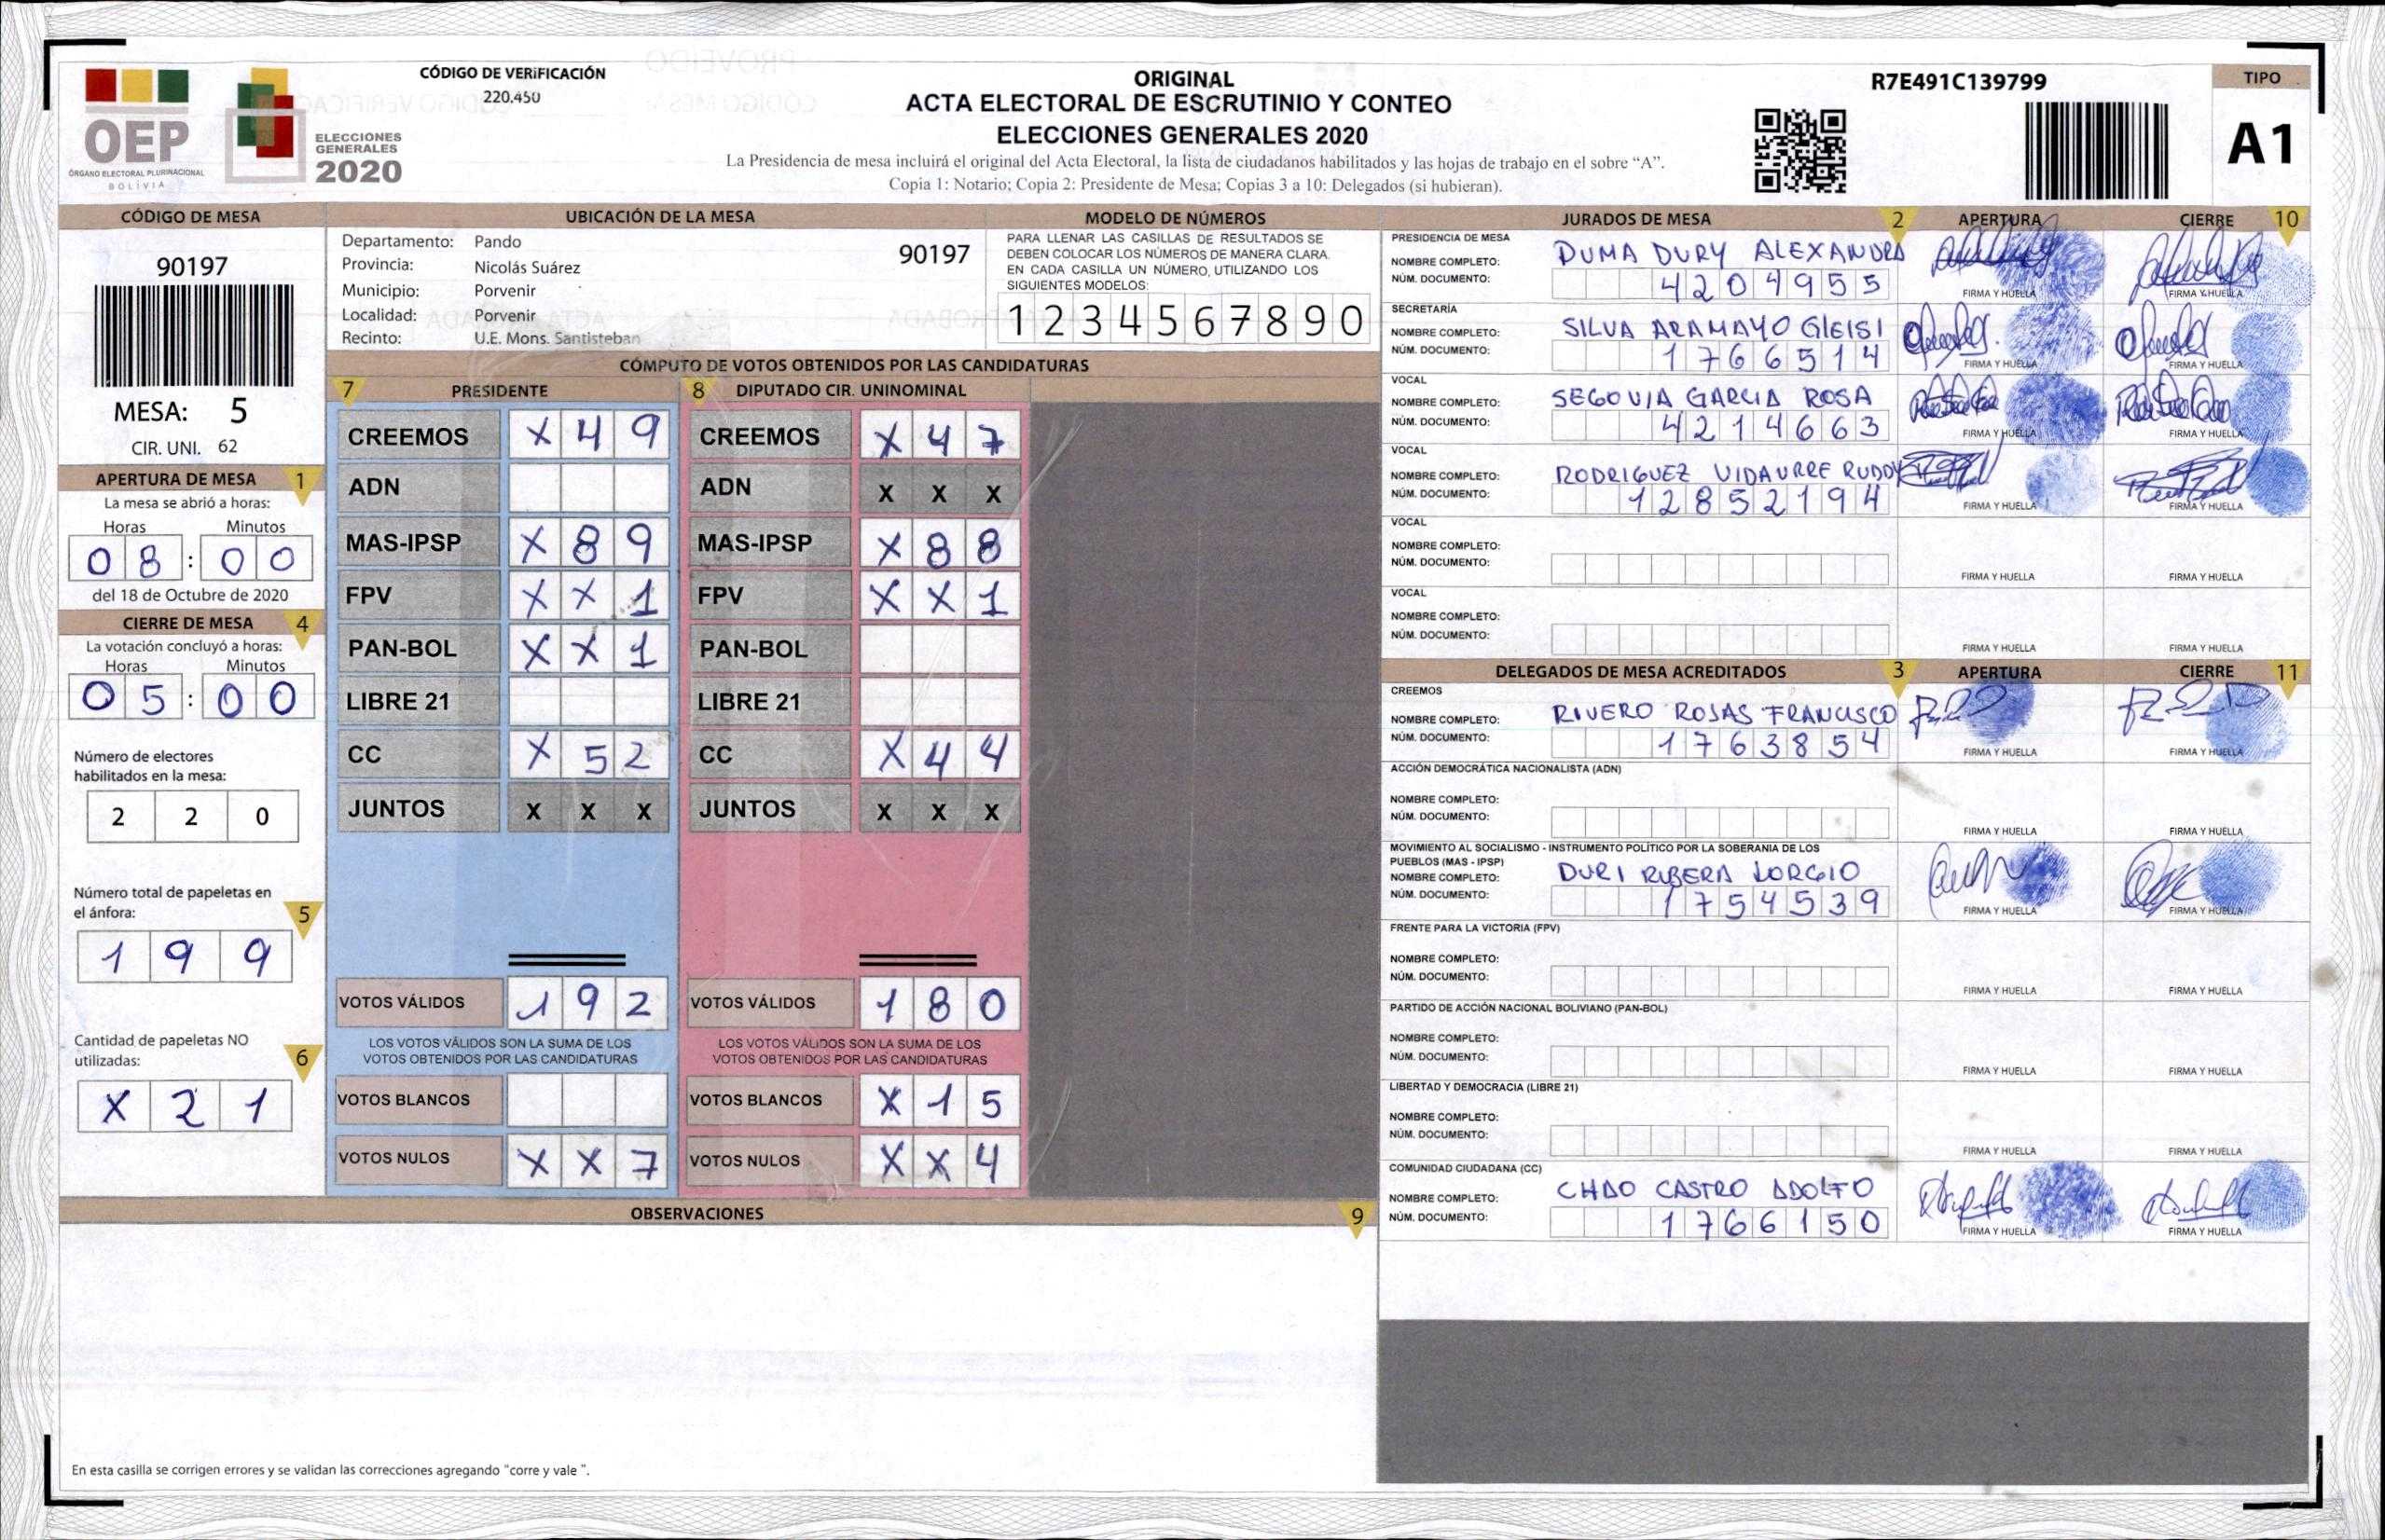 CÓDIGO DE VERIFICACIÓN
220.450
OEP
ÓRGANO ELECTORAL PLURINACIONAL
BOLIVIA
ELECCIONES
GENERALES
2020
ORIGINAL
ACTA ELECTORAL DE ESCRUTINIO Y CONTEO
ELECCIONES GENERALES 2020
La Presidencia de mesa incluirá el original del Acta Electoral, la lista de ciudadanos habilitados y las hojas de trabajo en el sobre “A”.
Copia 1: Notario; Copia 2: Presidente de Mesa; Copias 3 a 10: Delegados (si hubieran).
R7E491C139799
TIPO
A1
CÓDIGO DE MESA
90197
MESA: 5
CIR. UNI. 62
APERTURA DE MESA 1
La mesa se abrió a horas:
Horas Minutos
08:00
del 18 de Octubre de 2020
CIERRE DE MESA 4
La votación concluyó a horas:
Horas Minutos
05:00
Número de electores
habilitados en la mesa:
2 2 0
Número total de papeletas en
el ánfora: 5
1 9 9
Cantidad de papeletas NO
utilizadas: 6
X 2 1
UBICACIÓN DE LA MESA
Departamento: Pando 90197
Provincia: Nicolás Suárez
Municipio: Porvenir
Localidad: Porvenir
Recinto: U.E. Mons. Santisteban
MODELO DE NÚMEROS
PARA LLENAR LAS CASILLAS DE RESULTADOS SE
DEBEN COLOCAR LOS NÚMEROS DE MANERA CLARA.
EN CADA CASILLA UN NÚMERO, UTILIZANDO LOS
SIGUIENTES MODELOS:
1 2 3 4 5 6 7 8 9 0
CÓMPUTO DE VOTOS OBTENIDOS POR LAS CANDIDATURAS
7 PRESIDENTE 8 DIPUTADO CIR. UNINOMINAL
CREEMOS X 4 9 CREEMOS X 4 7
ADN ADN X X X
MAS-IPSP X 8 9 MAS-IPSP X 8 8
FPV X X 1 FPV X X 1
PAN-BOL X X 1 PAN-BOL
LIBRE 21 LIBRE 21
CC X 5 2 CC X 4 4
JUNTOS X X X JUNTOS X X X
VOTOS VÁLIDOS 1 9 2 VOTOS VÁLIDOS 1 8 0
LOS VOTOS VÁLIDOS SON LA SUMA DE LOS LOS VOTOS VÁLIDOS SON LA SUMA DE LOS
VOTOS OBTENIDOS POR LAS CANDIDATURAS VOTOS OBTENIDOS POR LAS CANDIDATURAS
VOTOS BLANCOS VOTOS BLANCOS X 1 5
VOTOS NULOS X X 7 VOTOS NULOS X X 4
OBSERVACIONES 9
En esta casilla se corrigen errores y se validan las correcciones agregando "corre y vale ".
JURADOS DE MESA 2 APERTURA CIERRE 10
PRESIDENCIA DE MESA
NOMBRE COMPLETO: DUMA DURY ALEXANDRA
NÚM. DOCUMENTO: 4204955 FIRMA Y HUELLA FIRMA Y HUELLA
SECRETARÍA
NOMBRE COMPLETO: SILVA ARAMAYO GlEISI
NÚM. DOCUMENTO: 1766514 FIRMA Y HUELLA FIRMA Y HUELLA
VOCAL
NOMBRE COMPLETO: SEGOVIA GARCIA ROSA
NÚM. DOCUMENTO: 4214663 FIRMA Y HUELLA FIRMA Y HUELLA
VOCAL
NOMBRE COMPLETO: RODRIGUEZ VIDAURRE RUDDY
NÚM. DOCUMENTO: 12852194 FIRMA Y HUELLA FIRMA Y HUELLA
VOCAL
NOMBRE COMPLETO:
NÚM. DOCUMENTO: FIRMA Y HUELLA FIRMA Y HUELLA
VOCAL
NOMBRE COMPLETO:
NÚM. DOCUMENTO: FIRMA Y HUELLA FIRMA Y HUELLA
DELEGADOS DE MESA ACREDITADOS 3 APERTURA CIERRE 11
CREEMOS
NOMBRE COMPLETO: RIVERO ROJAS FRANCISCO
NÚM. DOCUMENTO: 1763854 FIRMA Y HUELLA FIRMA Y HUELLA
ACCIÓN DEMOCRÁTICA NACIONALISTA (ADN)
NOMBRE COMPLETO:
NÚM. DOCUMENTO: FIRMA Y HUELLA FIRMA Y HUELLA
MOVIMIENTO AL SOCIALISMO - INSTRUMENTO POLÍTICO POR LA SOBERANIA DE LOS
PUEBLOS (MAS - IPSP)
NOMBRE COMPLETO: DURI RIBERA LORGIO
NÚM. DOCUMENTO: 1754539 FIRMA Y HUELLA FIRMA Y HUELLA
FRENTE PARA LA VICTORIA (FPV)
NOMBRE COMPLETO:
NÚM. DOCUMENTO: FIRMA Y HUELLA FIRMA Y HUELLA
PARTIDO DE ACCIÓN NACIONAL BOLIVIANO (PAN-BOL)
NOMBRE COMPLETO:
NÚM. DOCUMENTO: FIRMA Y HUELLA FIRMA Y HUELLA
LIBERTAD Y DEMOCRACIA (LIBRE 21)
NOMBRE COMPLETO:
NÚM. DOCUMENTO: FIRMA Y HUELLA FIRMA Y HUELLA
COMUNIDAD CIUDADANA (CC)
NOMBRE COMPLETO: CHAO CASTRO ADOLFO
NÚM. DOCUMENTO: 1766150 FIRMA Y HUELLA FIRMA Y HUELLA